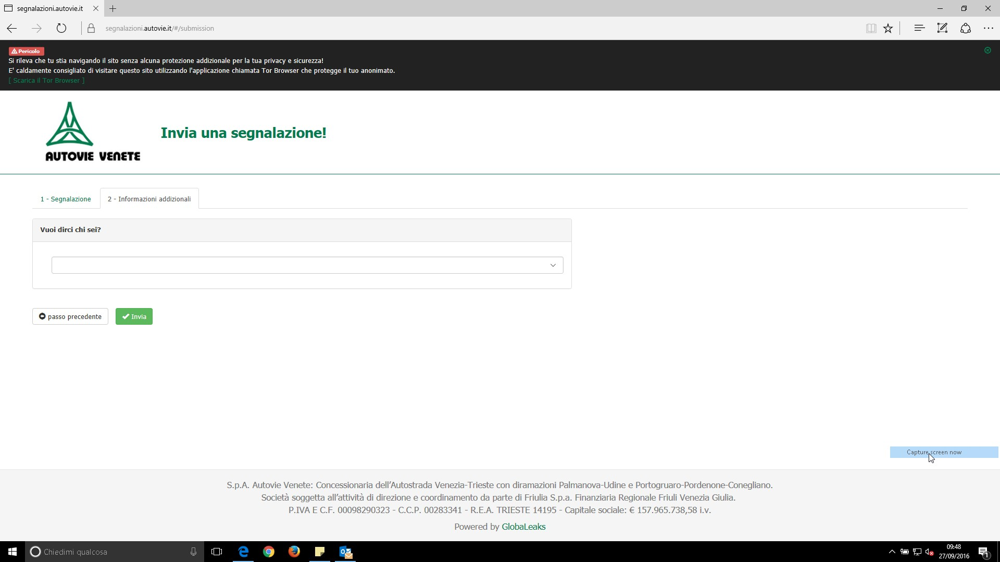 segnalazioni.autovie.it
segnalazioni.autovie.it/#/submission
Pericolo
Si rileva che tu stia navigando il sito senza alcuna protezione addizionale per la tua privacy e sicurezza!
E' caldamente consigliato di visitare questo sito utilizzando l'applicazione chiamata Tor Browser che protegge il tuo anonimato.
[ Scarica il Tor Browser ]
AUTOVIE VENETE
Invia una segnalazione!
1 - Segnalazione
2 - Informazioni addizionali
Vuoi dirci chi sei?
passo precedente
Invia
Capture screen now
S.p.A. Autovie Venete: Concessionaria dell’Autostrada Venezia-Trieste con diramazioni Palmanova-Udine e Portogruaro-Pordenone-Conegliano.
Società soggetta all’attività di direzione e coordinamento da parte di Friulia S.p.a. Finanziaria Regionale Friuli Venezia Giulia.
P.IVA E C.F. 00098290323 - C.C.P. 00283341 - R.E.A. TRIESTE 14195 - Capitale sociale: € 157.965.738,58 i.v.
Powered by GlobaLeaks
Chiedimi qualcosa
09:48
27/09/2016
1